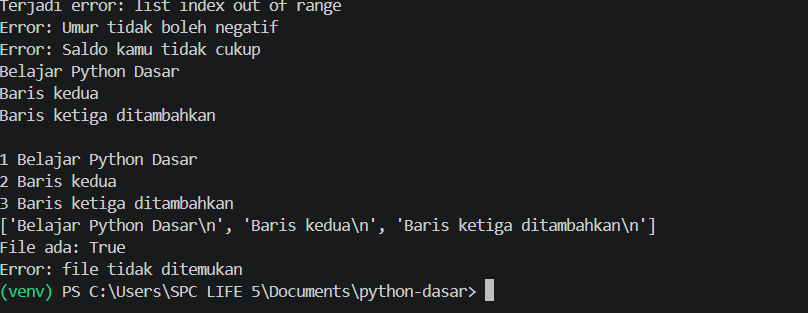 Terjadi error: list index out of range
Error: Umur tidak boleh negatif
Error: Saldo kamu tidak cukup
Belajar Python Dasar
Baris kedua
Baris ketiga ditambahkan
1 Belajar Python Dasar
2 Baris kedua
3 Baris ketiga ditambahkan
['Belajar Python Dasar\n', 'Baris kedua\n', 'Baris ketiga ditambahkan\n']
File ada: True
Error: file tidak ditemukan
(venv) PS C:\Users\SPC LIFE 5\Documents\python-dasar>